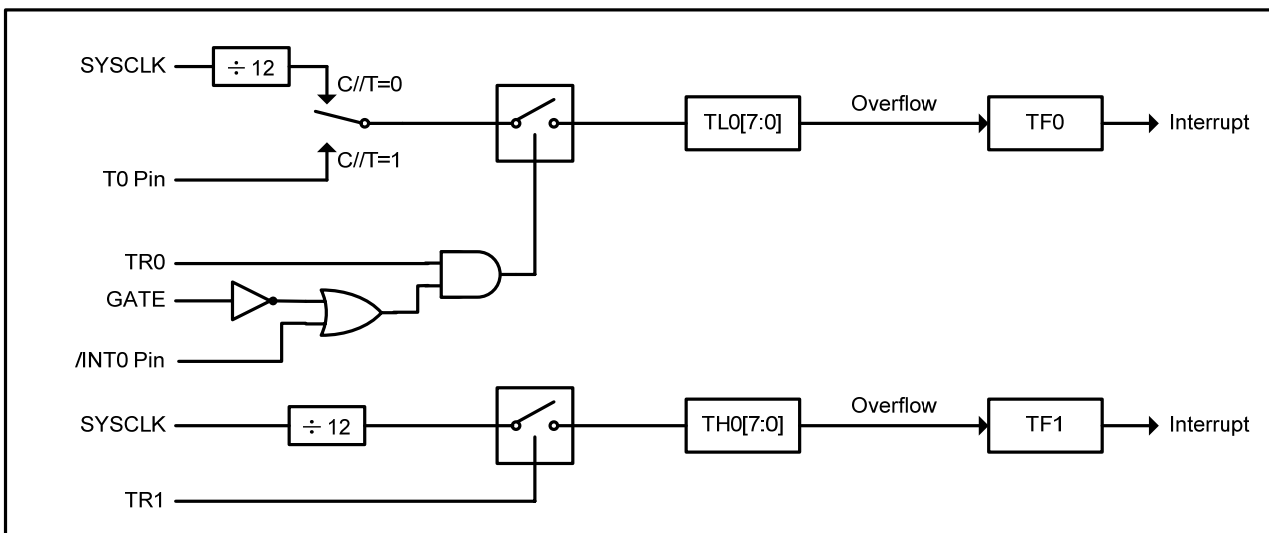 SYSCLK
÷ 12
C//T=0
C//T=1
T0 Pin
TL0[7:0]
Overflow
TF0
Interrupt
TR0
GATE
/INT0 Pin
SYSCLK
÷ 12
TH0[7:0]
Overflow
TF1
Interrupt
TR1